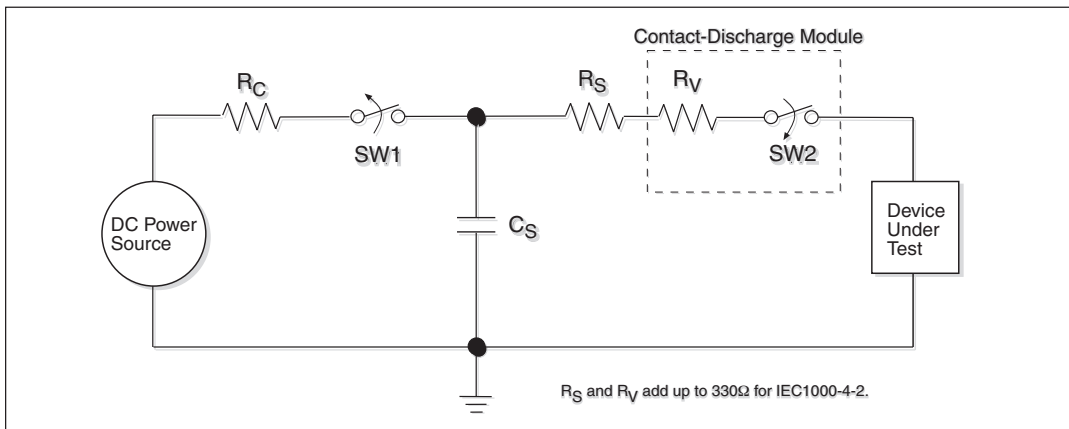 Contact-Discharge Module
RC
RS
RV
SW1
SW2
DC Power
Source
CS
Device
Under
Test
RS and RV add up to 330Ω for IEC1000-4-2.